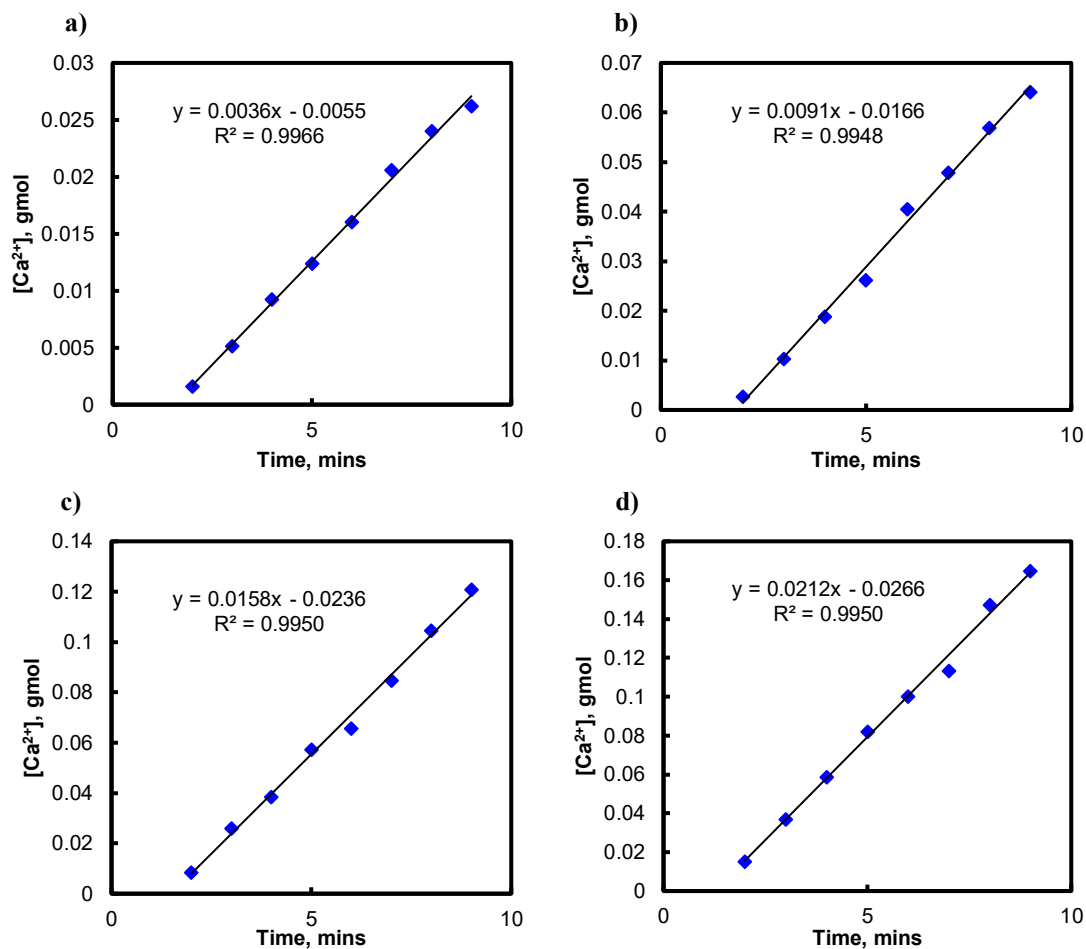 a)
0.03
0.025
0.02
0.015
0.01
0.005
0
y = 0.0036x - 0.0055
R² = 0.9966
[Ca²⁺], gmol
0
5
10
Time, mins
b)
0.07
0.06
0.05
0.04
0.03
0.02
0.01
0
y = 0.0091x - 0.0166
R² = 0.9948
[Ca²⁺], gmol
0
5
10
Time, mins
c)
0.14
0.12
0.1
0.08
0.06
0.04
0.02
0
y = 0.0158x - 0.0236
R² = 0.9950
[Ca²⁺], gmol
0
5
10
Time, mins
d)
0.18
0.16
0.14
0.12
0.1
0.08
0.06
0.04
0.02
0
y = 0.0212x - 0.0266
R² = 0.9950
[Ca²⁺], gmol
0
5
10
Time, mins